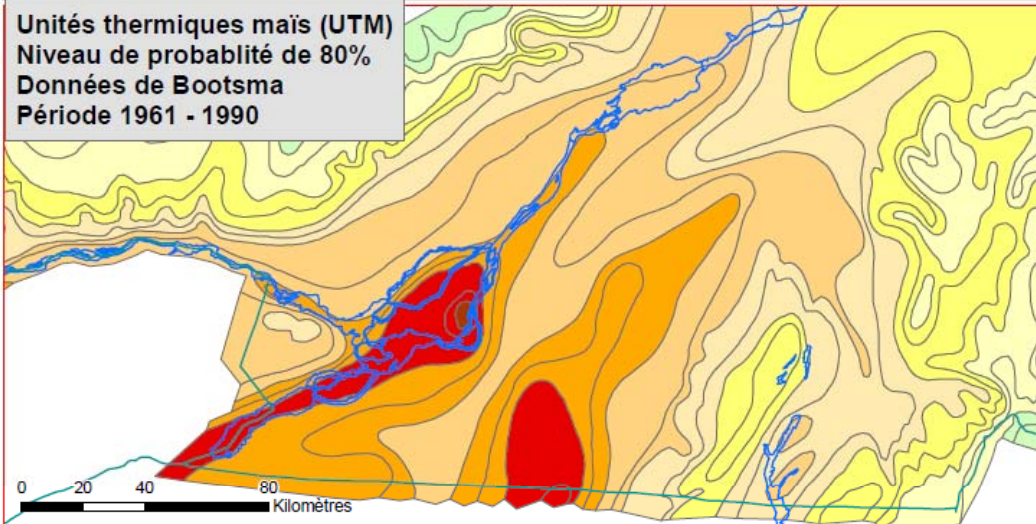 Unités thermiques maïs (UTM)
Niveau de probablité de 80%
Données de Bootsma
Période 1961 - 1990
0 20 40 80
Kilomètres